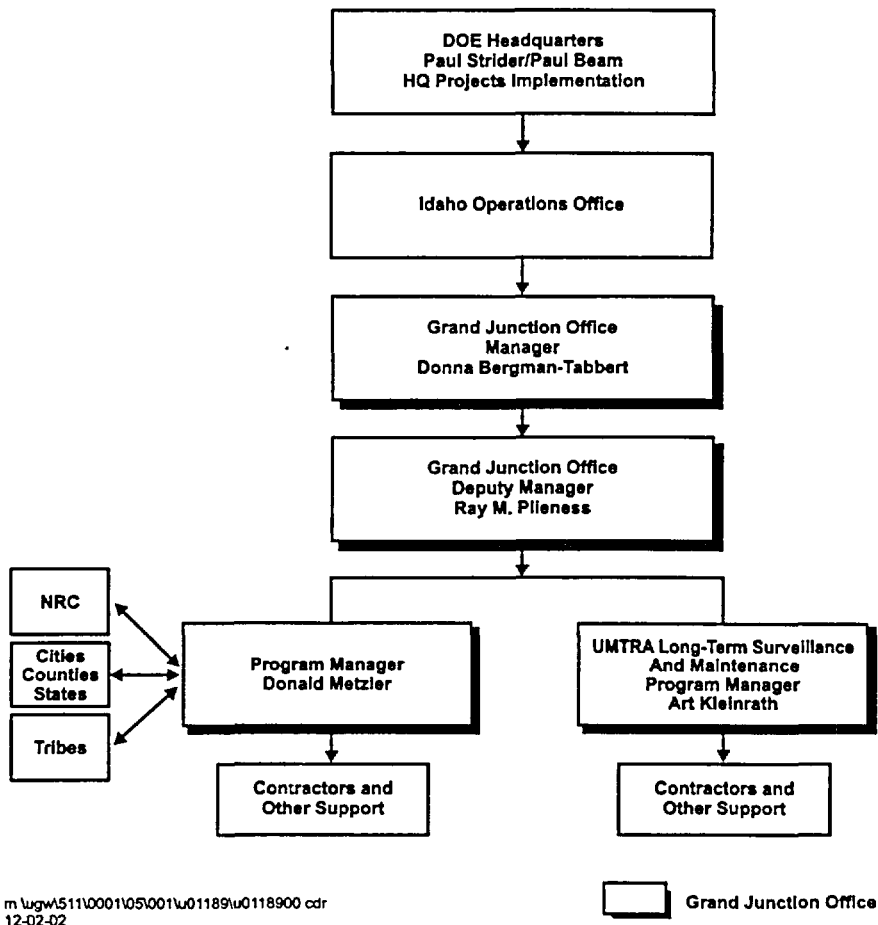 DOE Headquarters
Paul Strider/Paul Beam
HQ Projects Implementation
Idaho Operations Office
Grand Junction Office
Manager
Donna Bergman-Tabbert
Grand Junction Office
Deputy Manager
Ray M. Plieness
NRC
Cities
Counties
States
Tribes
Program Manager
Donald Metzler
UMTRA Long-Term Surveillance
And Maintenance
Program Manager
Art Kleinrath
Contractors and
Other Support
Contractors and
Other Support
m \ugw\511\0001\05\001\u01189\u0118900 cdr
12-02-02
Grand Junction Office